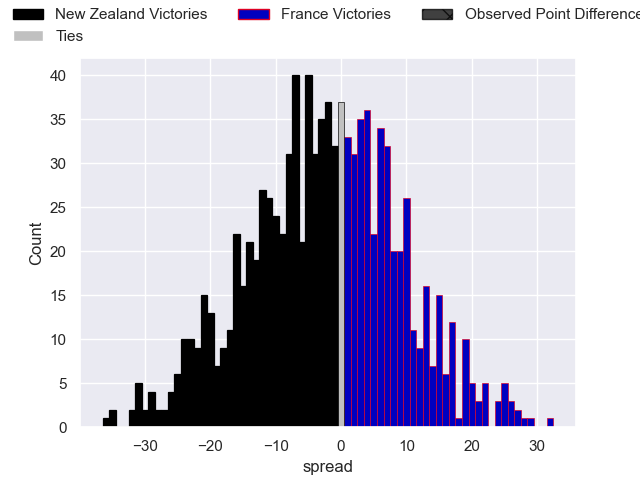 New Zealand Victories
France Victories
Observed Point Difference
Ties
40
35
30
25
20
15
10
5
0
Count
−30
−20
−10
0
10
20
30
spread